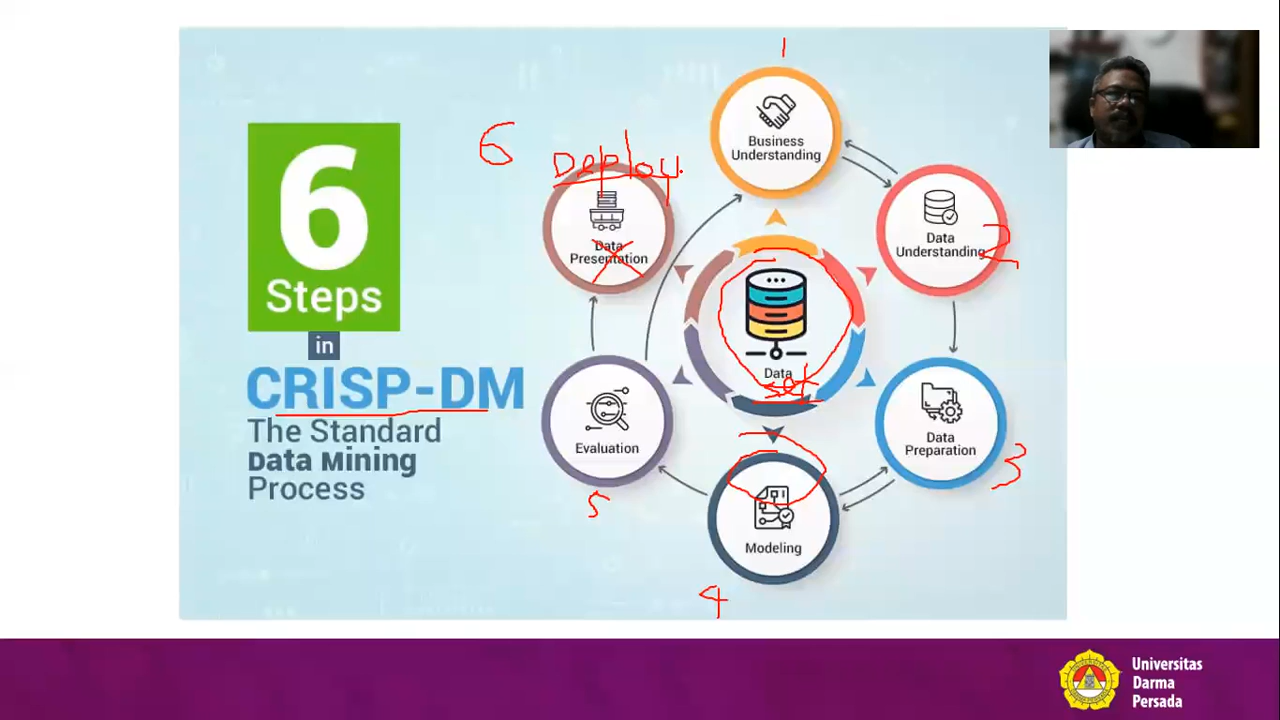 6
Steps
in
CRISP-DM
The Standard
Data Mining
Process
1
Business
Understanding
Data
Understanding
2
Data
Preparation
3
Modeling
4
Evaluation
5
6
Deploy.
Data
Presentation
Data
set
Universitas
Darma
Persada